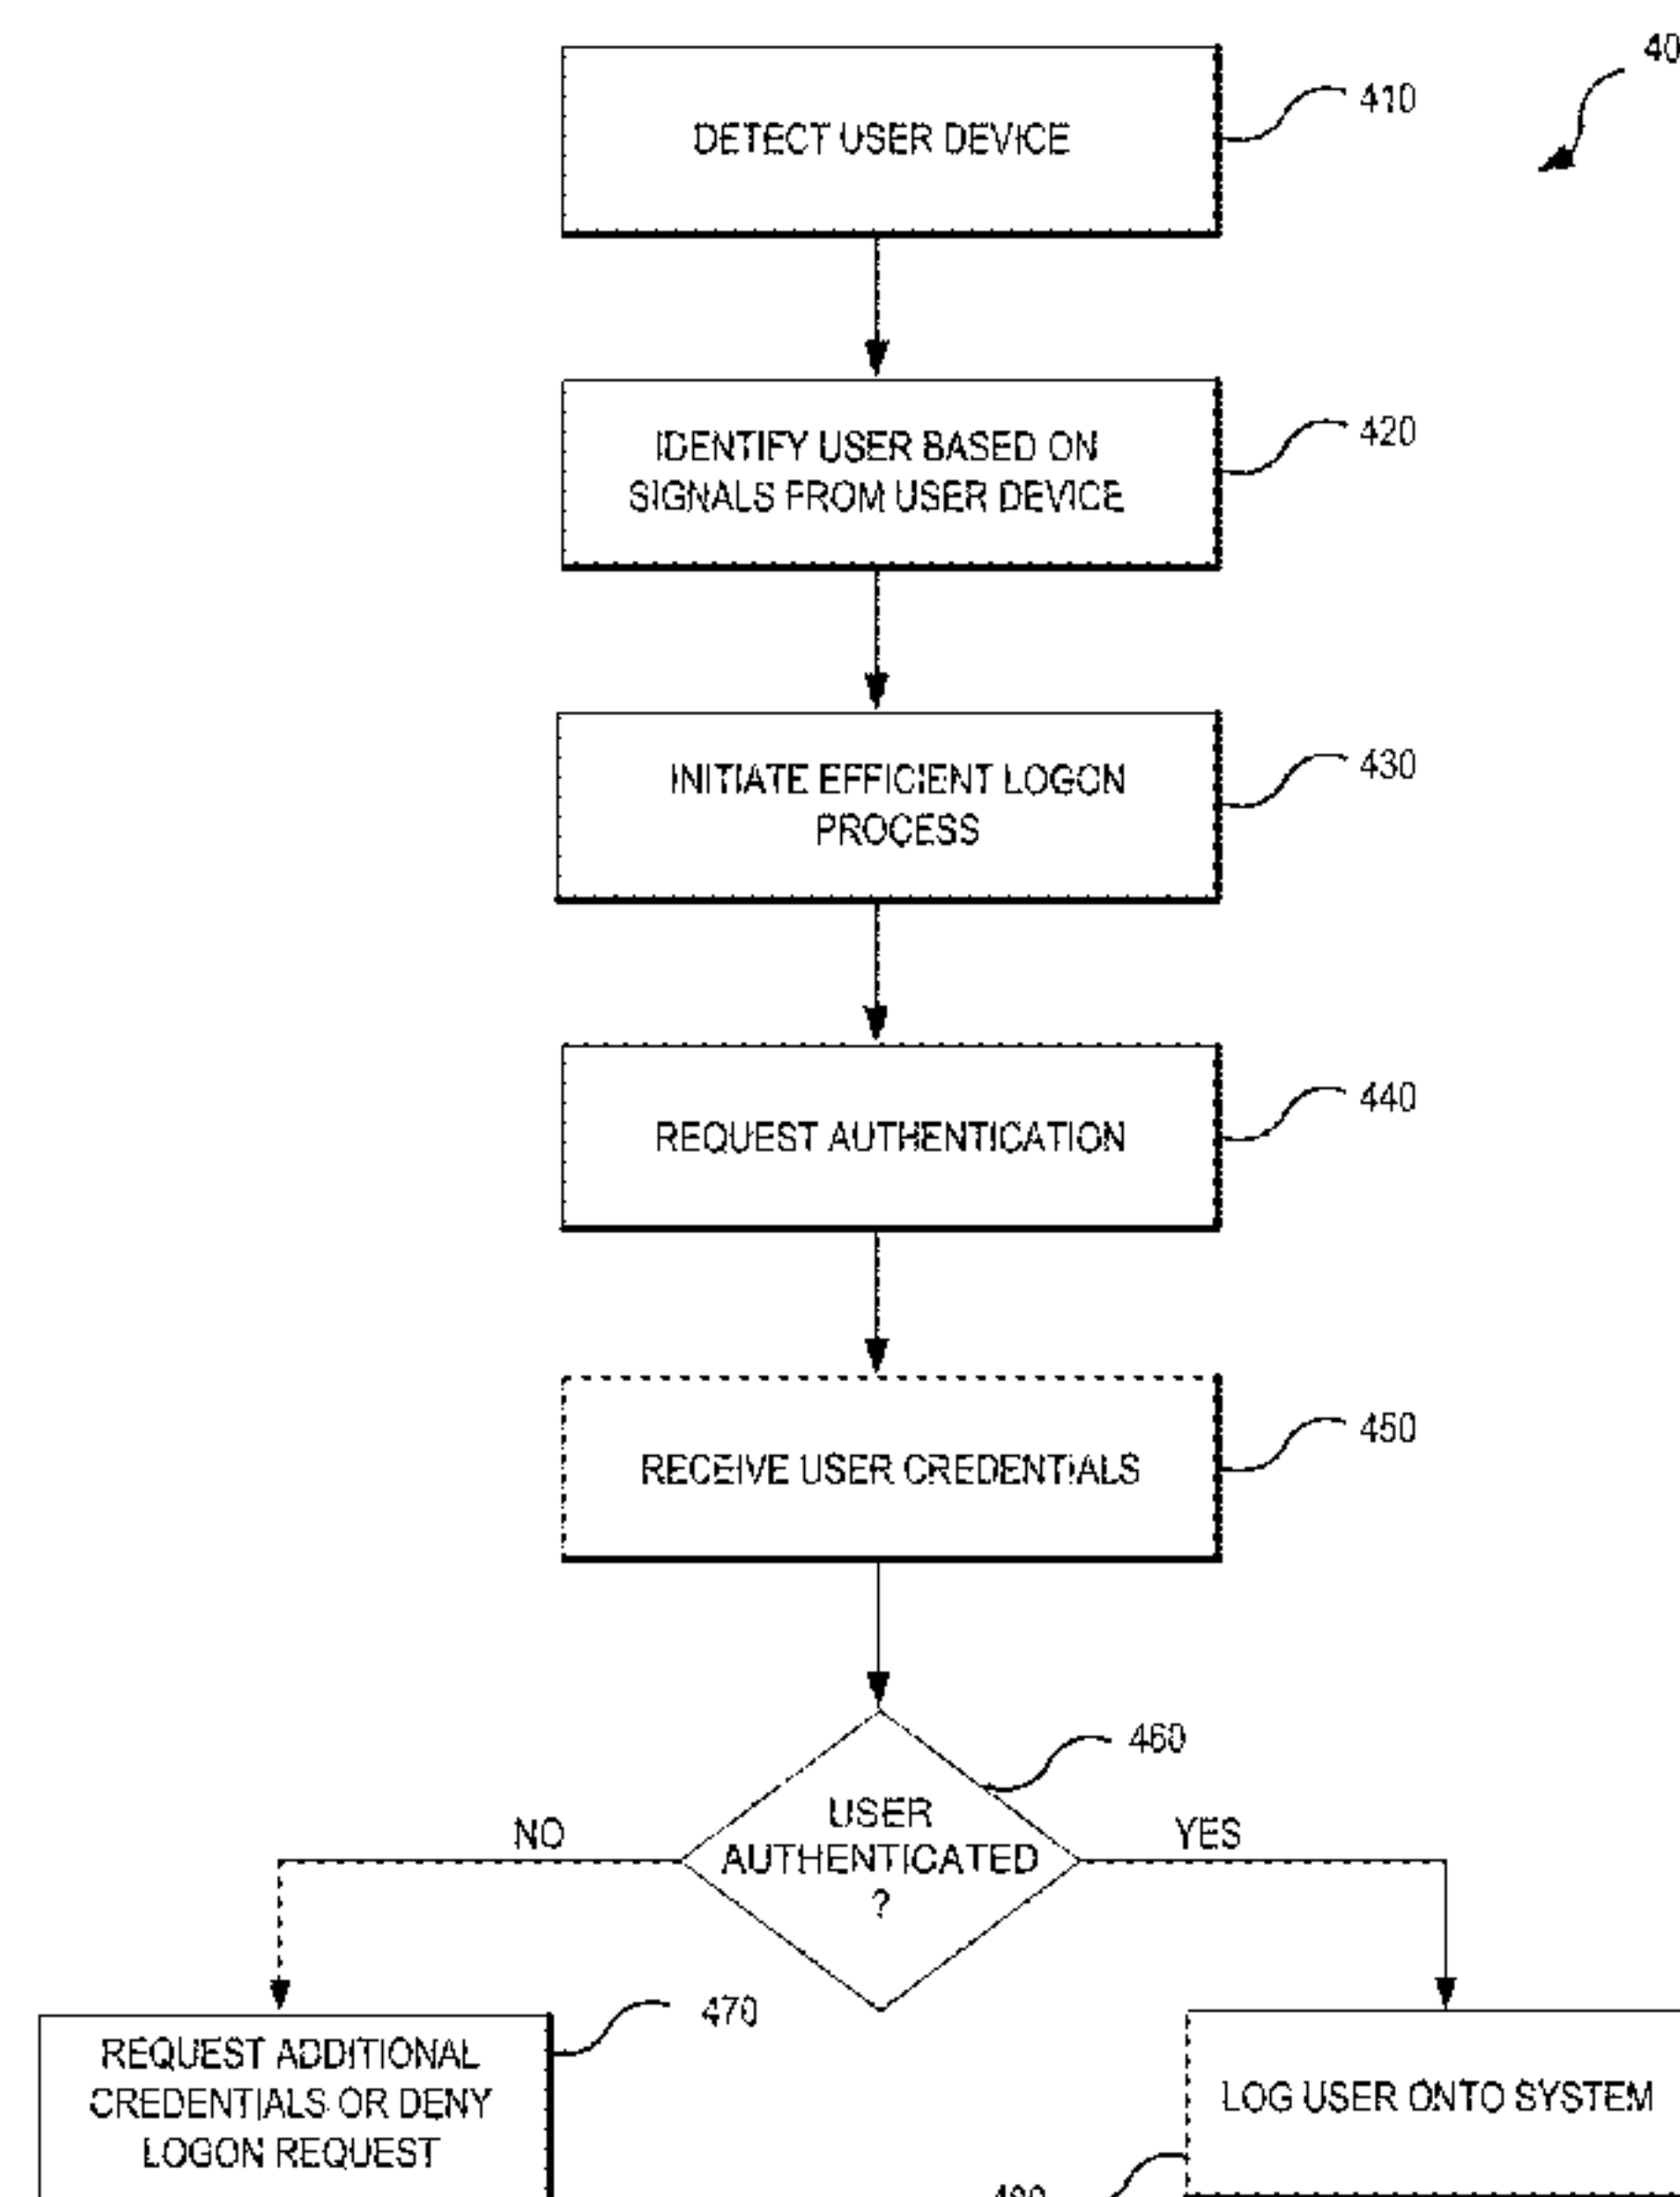 40
410
DETECT USER DEVICE
420
IDENTIFY USER BASED ON
SIGNALS FROM USER DEVICE
430
INITIATE EFFICIENT LOGON
PROCESS
440
REQUEST AUTHENTICATION
450
RECEIVE USER CREDENTIALS
460
USER
AUTHENTICATED
?
NO
YES
470
REQUEST ADDITIONAL
CREDENTIALS OR DENY
LOGON REQUEST
LOG USER ONTO SYSTEM